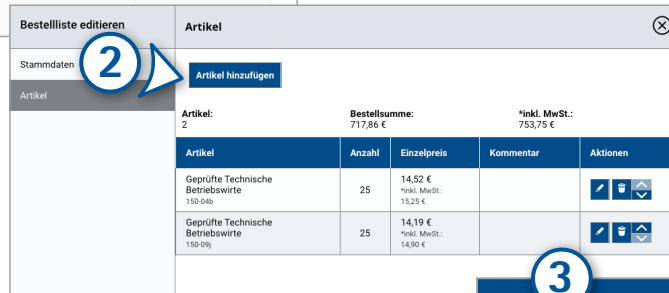 Bestellliste editieren
Artikel
Stammdaten
2
Artikel hinzufügen
Artikel
Artikel:
2
Bestellsumme:
717,86 €
*inkl. MwSt.:
753,75 €
Artikel Anzahl Einzelpreis Kommentar Aktionen
Geprüfte Technische
Betriebswirte
150-04b
25
14,52 €
*inkl. MwSt.:
15,25 €
Geprüfte Technische
Betriebswirte
150-09j
25
14,19 €
*inkl. MwSt.:
14,90 €
3